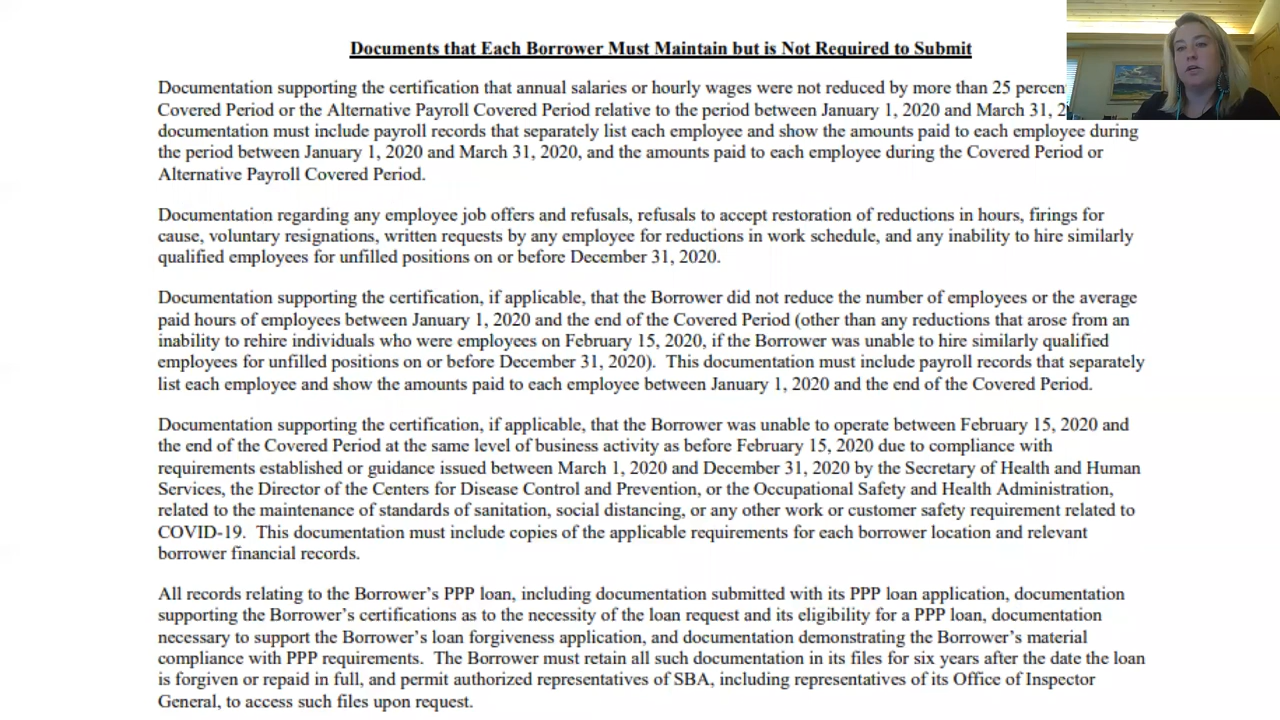 Documents that Each Borrower Must Maintain but is Not Required to Submit
Documentation supporting the certification that annual salaries or hourly wages were not reduced by more than 25
Covered Period or the Alternative Payroll Covered Period relative to the period between January 1, 2020 and March 31,
documentation must include payroll records that separately list each employee and show the amounts paid to each employee during
the period between January 1, 2020 and March 31, 2020, and the amounts paid to each employee during the Covered Period or
Alternative Payroll Covered Period.
Documentation regarding any employee job offers and refusals, refusals to accept restoration of reductions in hours, firings for
cause, voluntary resignations, written requests by any employee for reductions in work schedule, and any inability to hire similarly
qualified employees for unfilled positions on or before December 31, 2020.
Documentation supporting the certification, if applicable, that the Borrower did not reduce the number of employees or the average
paid hours of employees between January 1, 2020 and the end of the Covered Period (other than any reductions that arose from an
inability to rehire individuals who were employees on February 15, 2020, if the Borrower was unable to hire similarly qualified
employees for unfilled positions on or before December 31, 2020).  This documentation must include payroll records that separately
list each employee and show the amounts paid to each employee between January 1, 2020 and the end of the Covered Period.
Documentation supporting the certification, if applicable, that the Borrower was unable to operate between February 15, 2020 and
the end of the Covered Period at the same level of business activity as before February 15, 2020 due to compliance with
requirements established or guidance issued between March 1, 2020 and December 31, 2020 by the Secretary of Health and Human
Services, the Director of the Centers for Disease Control and Prevention, or the Occupational Safety and Health Administration,
related to the maintenance of standards of sanitation, social distancing, or any other work or customer safety requirement related to
COVID-19.  This documentation must include copies of the applicable requirements for each borrower location and relevant
borrower financial records.
All records relating to the Borrower's PPP loan, including documentation submitted with its PPP loan application, documentation
supporting the Borrower's certifications as to the necessity of the loan request and its eligibility for a PPP loan, documentation
necessary to support the Borrower's loan forgiveness application, and documentation demonstrating the Borrower's material
compliance with PPP requirements.  The Borrower must retain all such documentation in its files for six years after the date the loan
is forgiven or repaid in full, and permit authorized representatives of SBA, including representatives of its Office of Inspector
General, to access such files upon request.